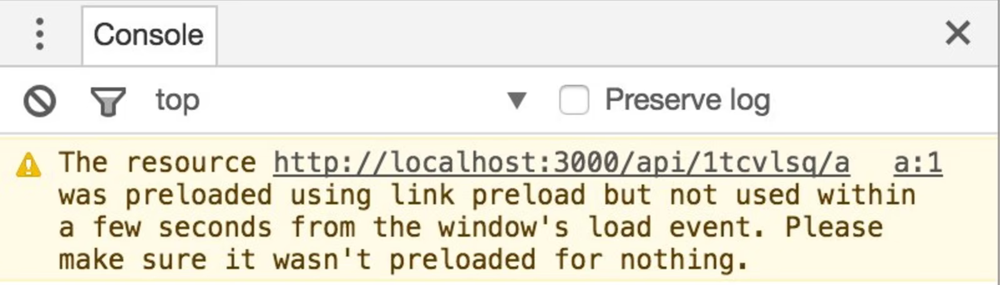 Console
top
Preserve log
The resource http://localhost:3000/api/1tcvlsq/a a:1
was preloaded using link preload but not used within
a few seconds from the window's load event. Please
make sure it wasn't preloaded for nothing.